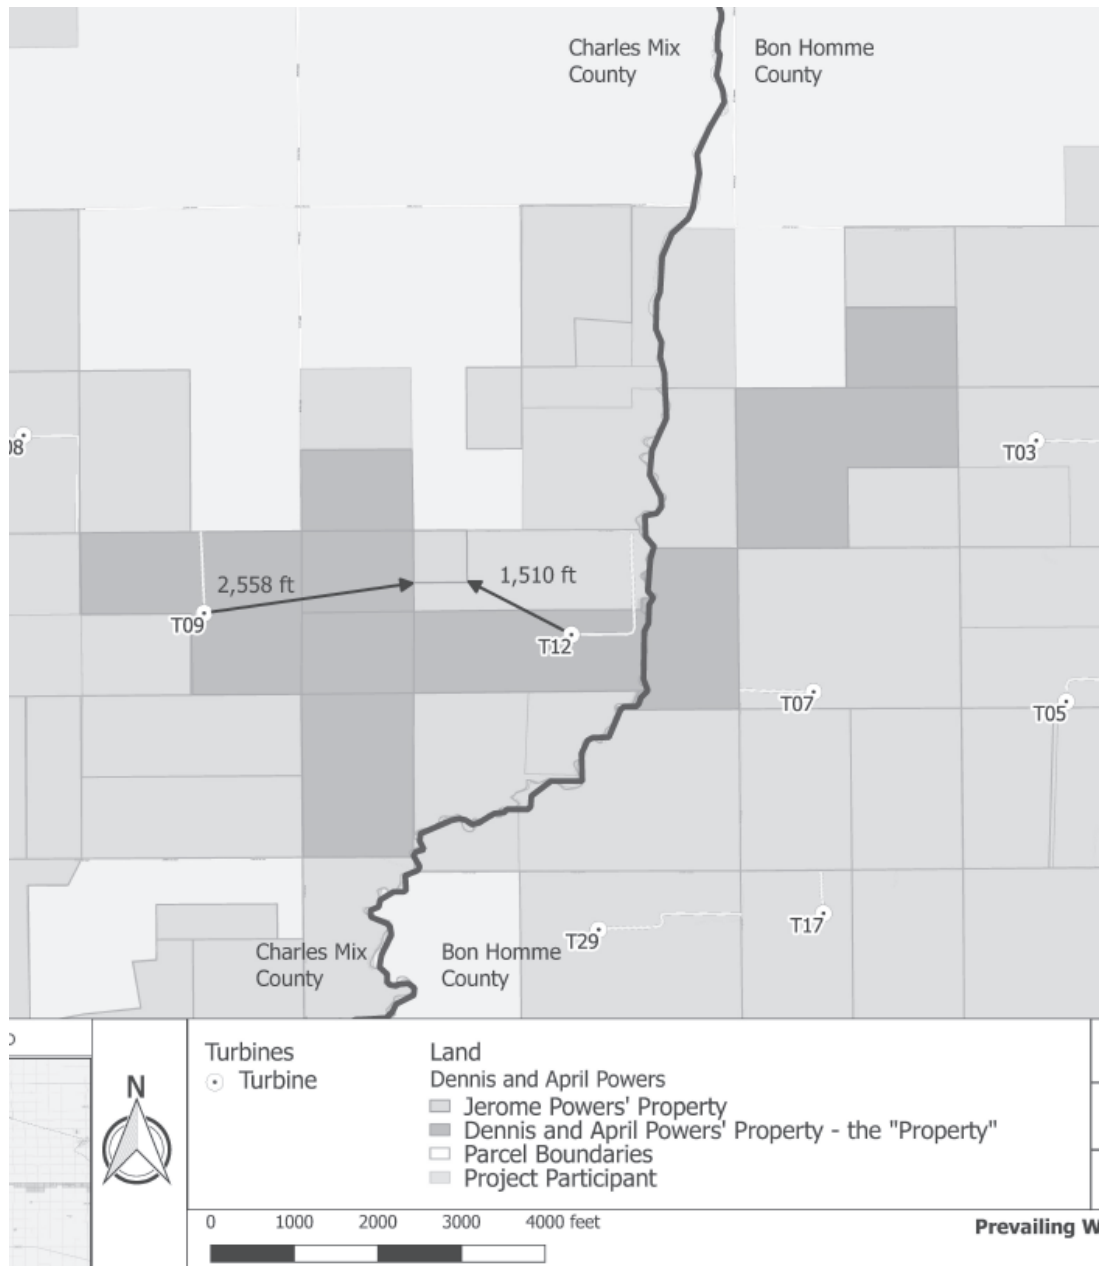 Charles Mix
County
Bon Homme
County
08
T03
2,558 ft
1,510 ft
T09
T12
T07
T05
T29
T17
Charles Mix
County
Bon Homme
County
N
Turbines
Turbine
Land
Dennis and April Powers
Jerome Powers' Property
Dennis and April Powers' Property - the "Property"
Parcel Boundaries
Project Participant
0 1000 2000 3000 4000 feet
Prevailing W